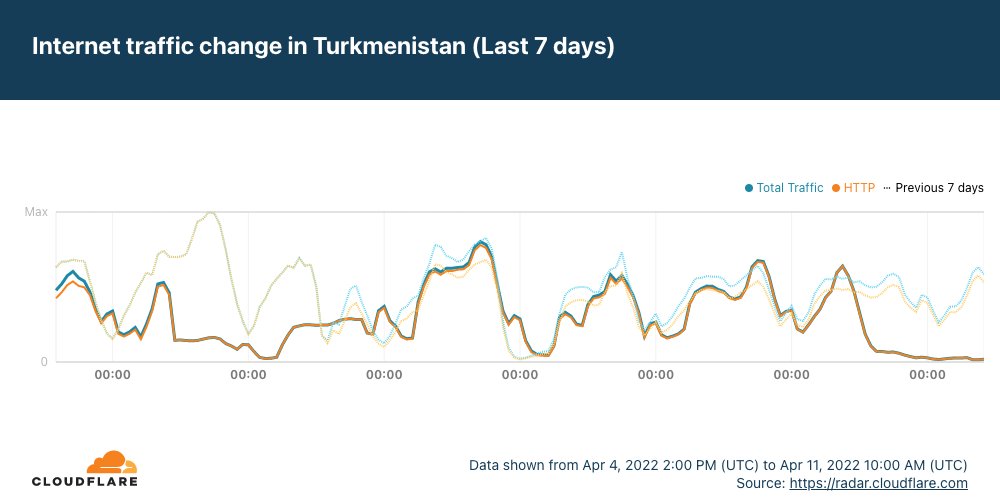 Internet traffic change in Turkmenistan (Last 7 days)
Total Traffic HTTP Previous 7 days
Max
0
00:00 00:00 00:00 00:00 00:00 00:00 00:00
Data shown from Apr 4, 2022 2:00 PM (UTC) to Apr 11, 2022 10:00 AM (UTC)
CLOUDFLARE
Source: https://radar.cloudflare.com